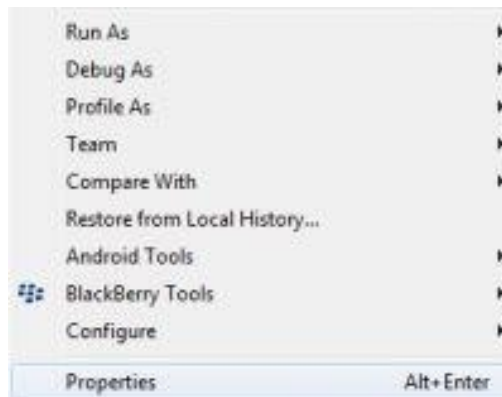 Run As
Debug As
Profile As
Team
Compare With
Restore from Local History...
Android Tools
BlackBerry Tools
Configure
Properties Alt+Enter